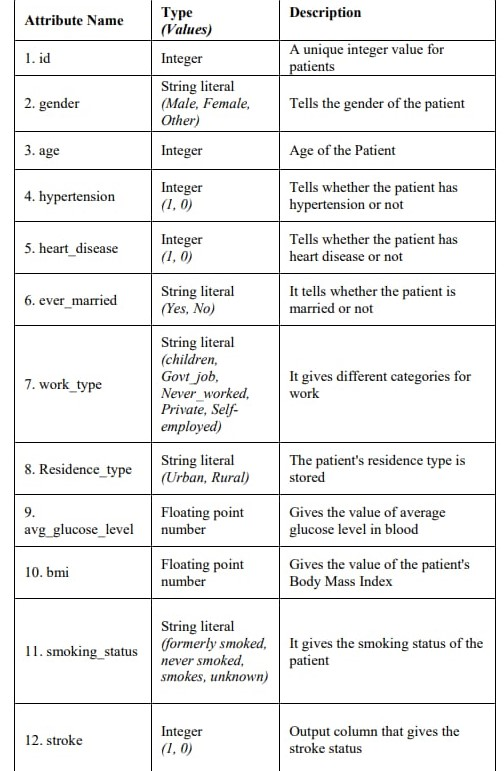 Attribute Name
Type
(Values)
Description
1. id
Integer
A unique integer value for
patients
2. gender
String literal
(Male, Female,
Other)
Tells the gender of the patient
3. age
Integer
Age of the Patient
4. hypertension
Integer
(1, 0)
Tells whether the patient has
hypertension or not
5. heart_disease
Integer
(1, 0)
Tells whether the patient has
heart disease or not
6. ever_married
String literal
(Yes, No)
It tells whether the patient is
married or not
7. work_type
String literal
(children,
Govt_job,
Never_worked,
Private, Self-
employed)
It gives different categories for
work
8. Residence_type
String literal
(Urban, Rural)
The patient's residence type is
stored
9.
avg_glucose_level
Floating point
number
Gives the value of average
glucose level in blood
10. bmi
Floating point
number
Gives the value of the patient's
Body Mass Index
11. smoking_status
String literal
(formerly smoked,
never smoked,
smokes, unknown)
It gives the smoking status of the
patient
12. stroke
Integer
(1, 0)
Output column that gives the
stroke status